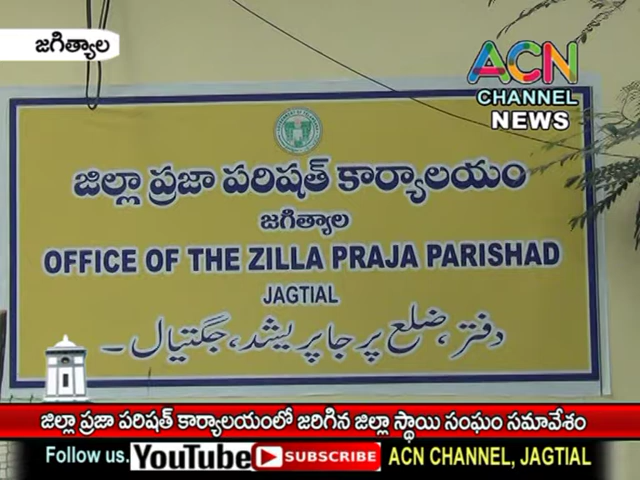 జగిత్యాల
ACN
CHANNEL
NEWS
జిల్లా ప్రజా పరిషత్ కార్యాలయం
జగిత్యాల
OFFICE OF THE ZILLA PRAJA PARISHAD
JAGTIAL
دفتر، ضلع پرجا پریشد، جگتیال۔
జిల్లా ప్రజా పరిషత్ కార్యాలయంలో జరిగిన జిల్లా స్థాయి సంఘం సమావేశం
Follow us. YouTube SUBSCRIBE ACN CHANNEL, JAGTIAL